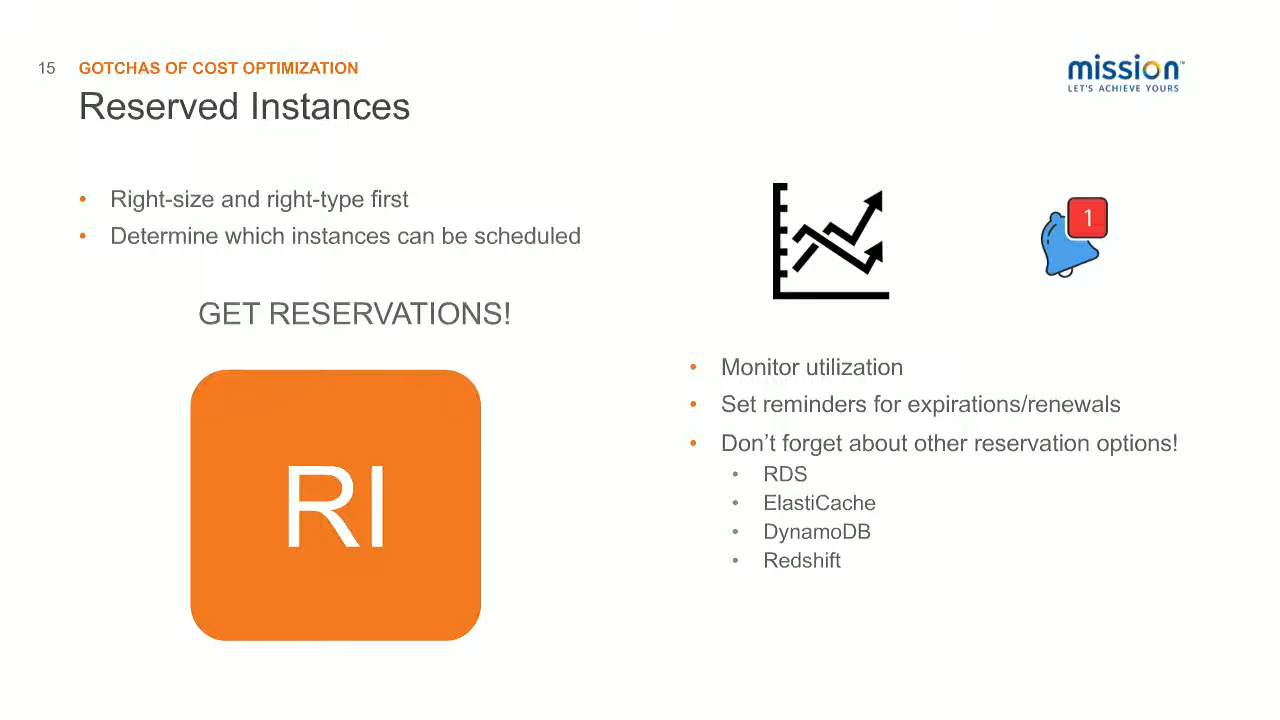 15 GOTCHAS OF COST OPTIMIZATION
Reserved Instances
mission™
LET'S ACHIEVE YOURS
• Right-size and right-type first
• Determine which instances can be scheduled
GET RESERVATIONS!
RI
1
• Monitor utilization
• Set reminders for expirations/renewals
• Don’t forget about other reservation options!
• RDS
• ElastiCache
• DynamoDB
• Redshift